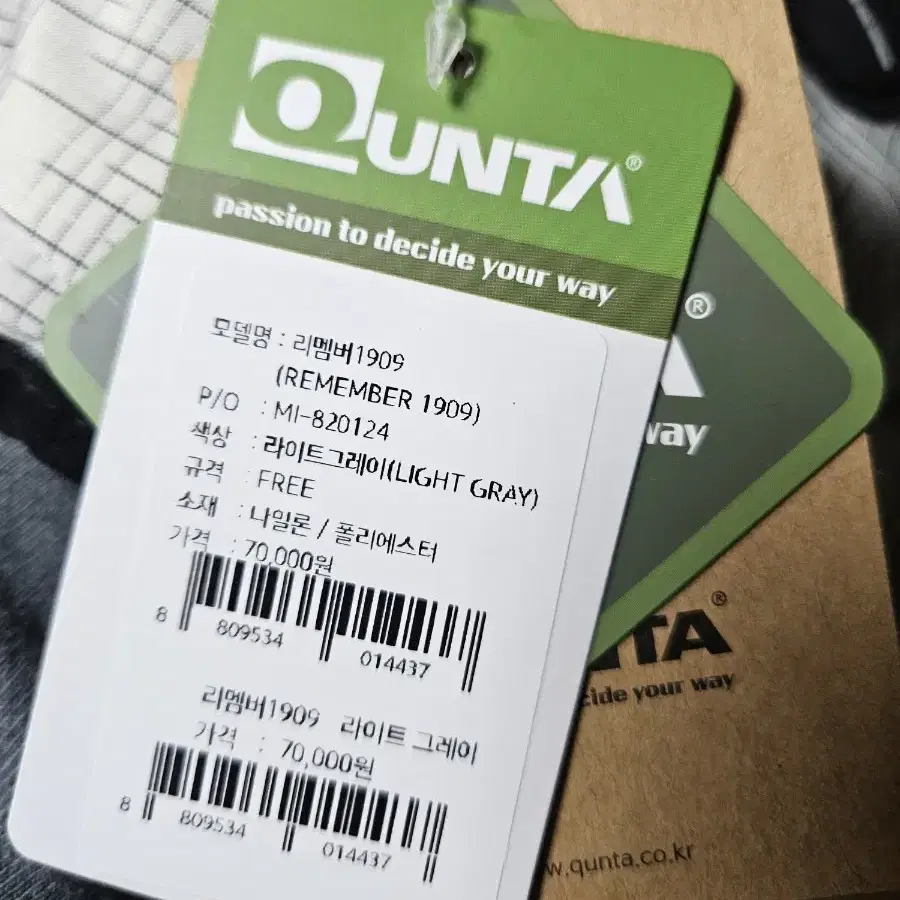 QUNTA®
passion to decide your way
모델명 : 리멤버1909
(REMEMBER 1909)
P/O : MI-820124
색상 : 라이트그레이(LIGHT GRAY)
규격 : FREE
소재 : 나일론 / 폴리에스터
가격 : 70,000원
8 809534 014437
리멤버1909 라이트 그레이
가격 : 70,000원
8 809534 014437
®
way
TA®
your way
w.qunta.co.kr